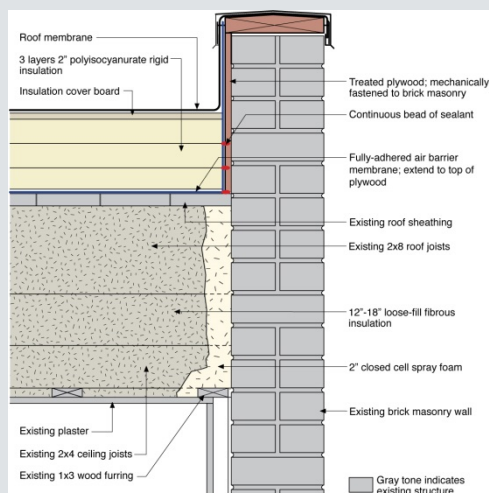 Roof membrane
3 layers 2" polyisocyanurate rigid
insulation
Insulation cover board
Treated plywood; mechanically
fastened to brick masonry
Continuous bead of sealant
Fully-adhered air barrier
membrane; extend to top of
plywood
Existing roof sheathing
Existing 2x8 roof joists
12"-18" loose-fill fibrous
insulation
2" closed cell spray foam
Existing brick masonry wall
Existing plaster
Existing 2x4 ceiling joists
Existing 1x3 wood furring
Gray tone indicates
existing structure